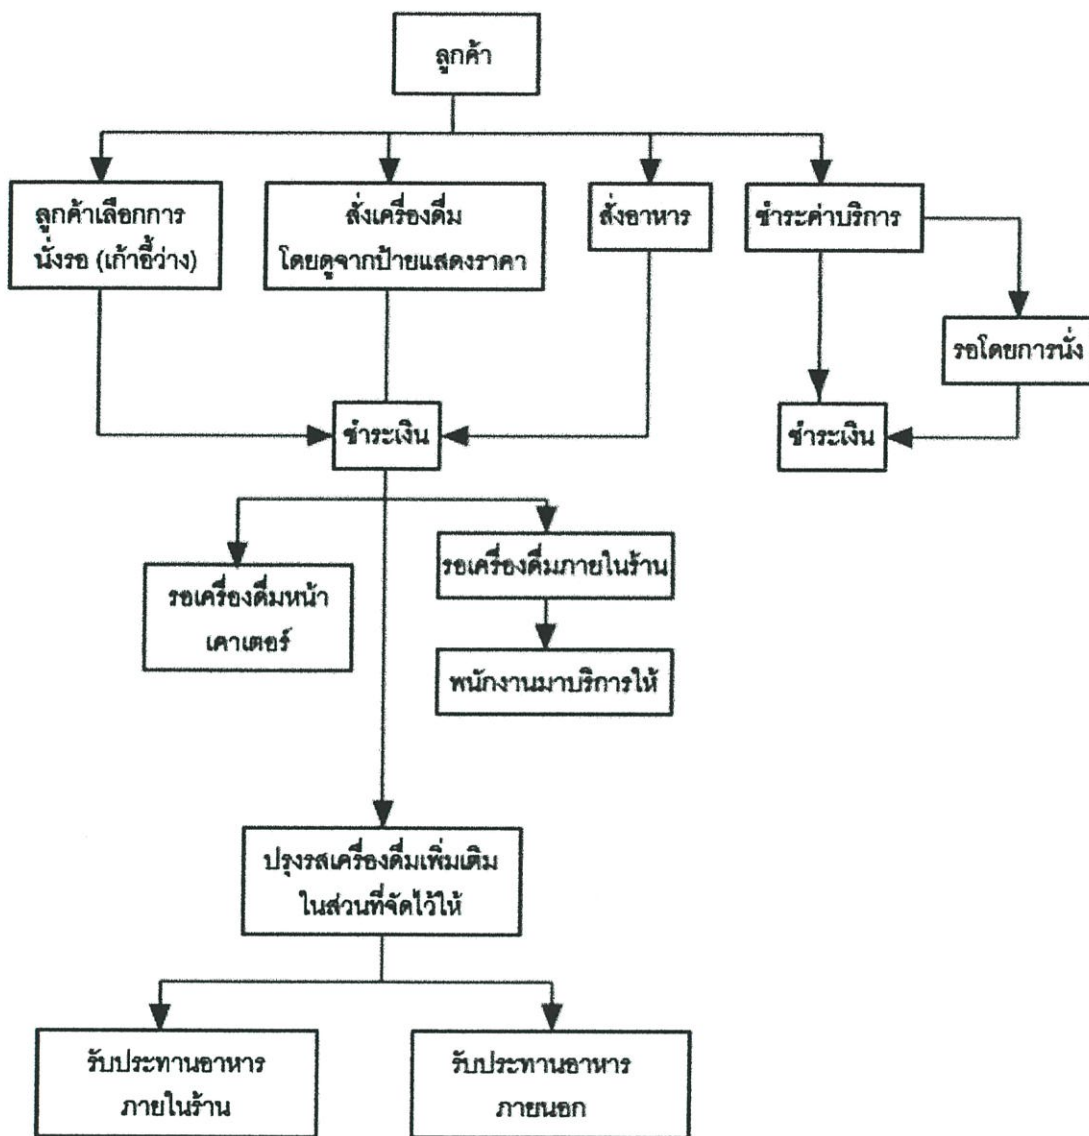 ลูกค้า
ลูกค้าเลือกการ
นั่งรอ (เก้าอี้ว่าง)
สั่งเครื่องดื่ม
โดยดูจากป้ายแสดงราคา
สั่งอาหาร
ชำระค่าบริการ
รอโดยการนั่ง
ชำระเงิน
ชำระเงิน
รอเครื่องดื่มหน้า
เคาเตอร์
รอเครื่องดื่มภายในร้าน
พนักงานมาบริการให้
ปรุงรสเครื่องดื่มเพิ่มเติม
ในส่วนที่จัดไว้ให้
รับประทานอาหาร
ภายในร้าน
รับประทานอาหาร
ภายนอก